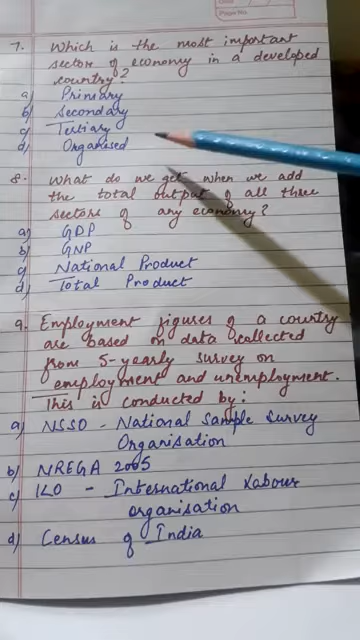 Page No.
7. Which is the most important
sector of economy in a developed
country?
a) Primary
b) Secondary
c) Tertiary
d) Organised
8. What do we get when we add
the total output of all three
sectors of any economy?
a) GDP
b) GNP
c) National Product
d) Total Product
9. Employment figures of a country
are based on data collected
from 5-yearly survey on
employment and unemployment.
This is conducted by:
a) NSSO - National Sample Survey
Organisation
b) NREGA 2005
c) ILO - International Labour
organisation
d) Census of India